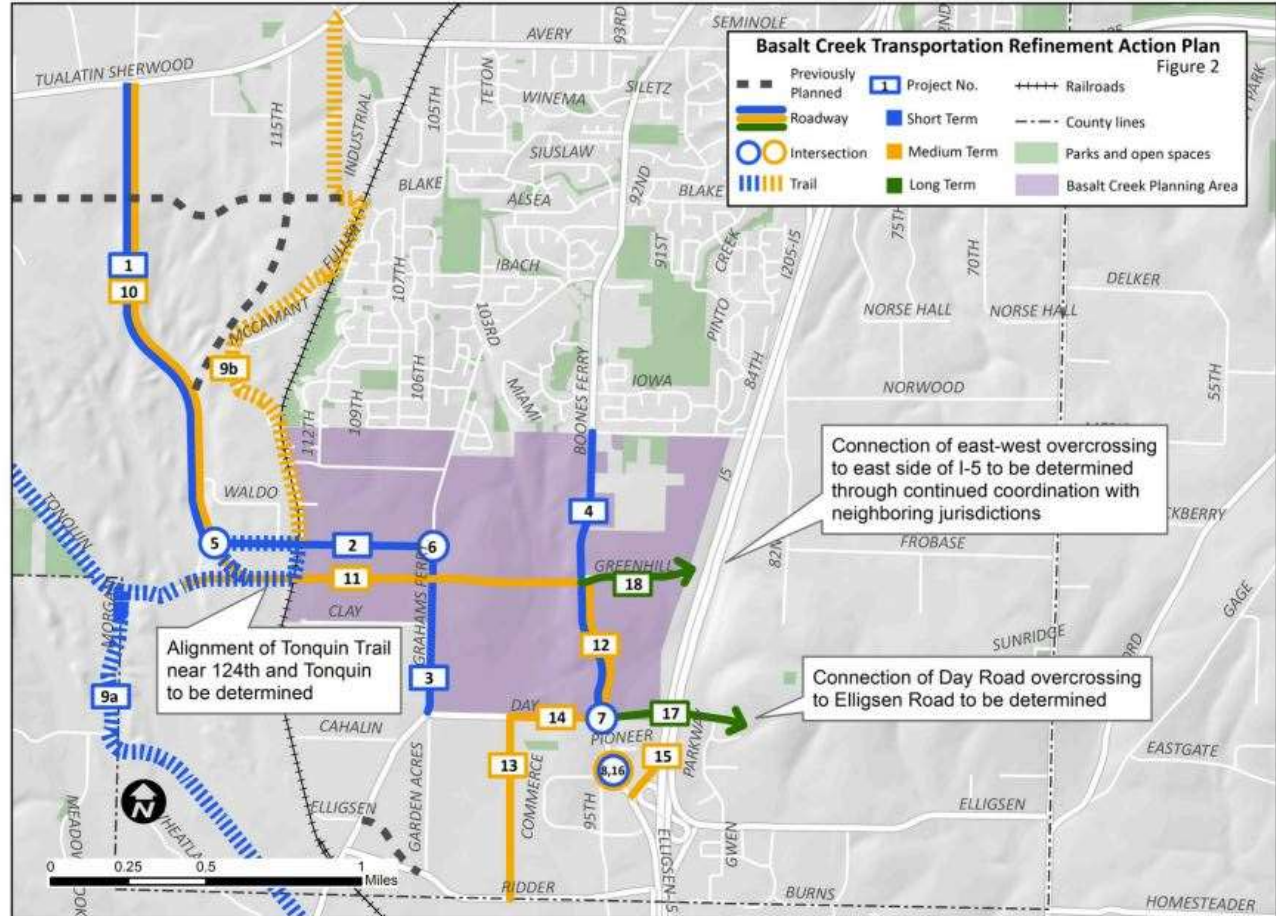 Basalt Creek Transportation Refinement Action Plan
Figure 2
Previously
Planned
1 Project No.
Railroads
Roadway
Short Term
County lines
Intersection
Medium Term
Parks and open spaces
Trail
Long Term
Basalt Creek Planning Area
93RD
SEMINOLE
AVERY
TUALATIN SHERWOOD
115TH
INDUSTRIAL
105TH
TETON
WINEMA
SILETZ
SIUSLAW
92ND
BLAKE
ALSEA
BLAKE
75TH
70TH
I205-I5
CREEK
91ST
107TH
IBACH
PINTO
DELKER
1
10
MCCAMANT
103RD
NORSE HALL
NORSE HALL
9b
106TH
109TH
MIAMI
IOWA
84TH
NORWOOD
55TH
112TH
BOONES FERRY
I5
Connection of east-west overcrossing
to east side of I-5 to be determined
through continued coordination with
neighboring jurisdictions
WALDO
TONQUIN
4
5
2
6
GREENHILL
FROBASE
11
18
CLAY
GRAHAMS FERRY
GAGE
Alignment of Tonquin Trail
near 124th and Tonquin
to be determined
12
SUNRIDGE
9a
3
Connection of Day Road overcrossing
to Elligsen Road to be determined
CAHALIN
DAY
14
7
17
PIONEER
PARKWAY
8,16
15
EASTGATE
13
COMMERCE
GARDEN ACRES
95TH
ELLIGSEN
ELLIGSEN
GWEN
N
ELLIGSEN-I5
0 0.25 0.5 1
Miles
RIDDER
BURNS
HOMESTEADER